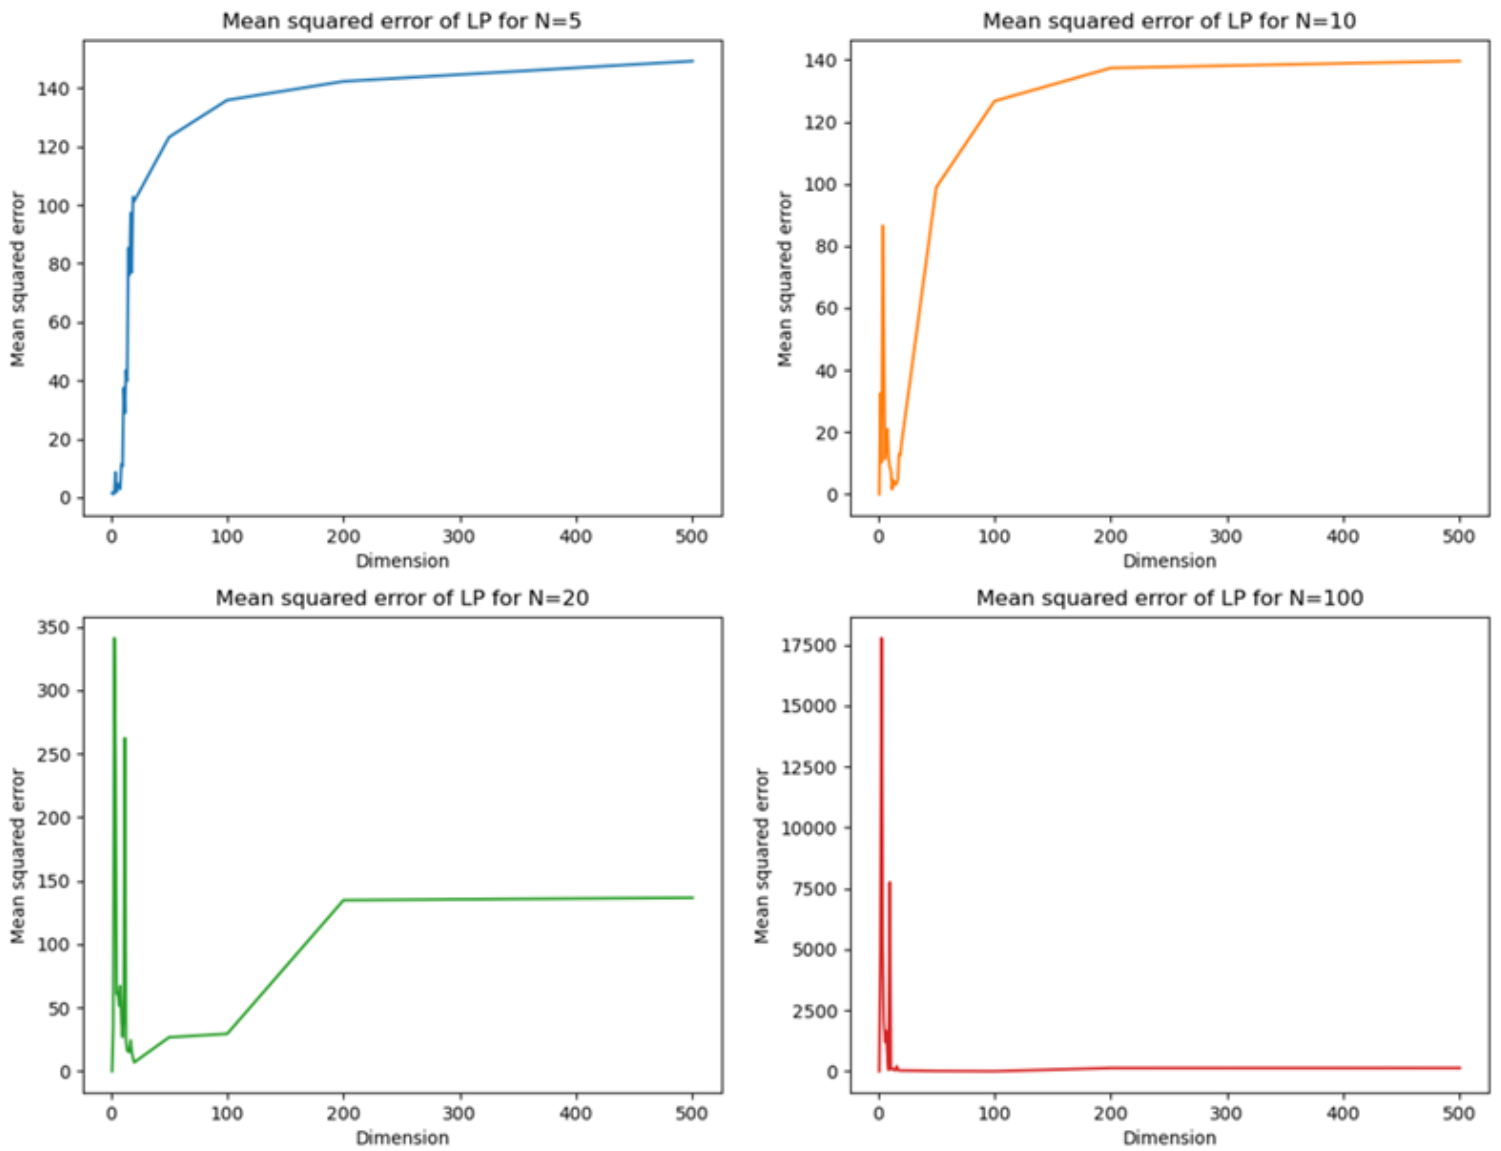 Mean squared error of LP for N=5
Mean squared error
140
120
100
80
60
40
20
0
0 100 200 300 400 500
Dimension
Mean squared error of LP for N=10
Mean squared error
140
120
100
80
60
40
20
0
0 100 200 300 400 500
Dimension
Mean squared error of LP for N=20
Mean squared error
350
300
250
200
150
100
50
0
0 100 200 300 400 500
Dimension
Mean squared error of LP for N=100
Mean squared error
17500
15000
12500
10000
7500
5000
2500
0
0 100 200 300 400 500
Dimension